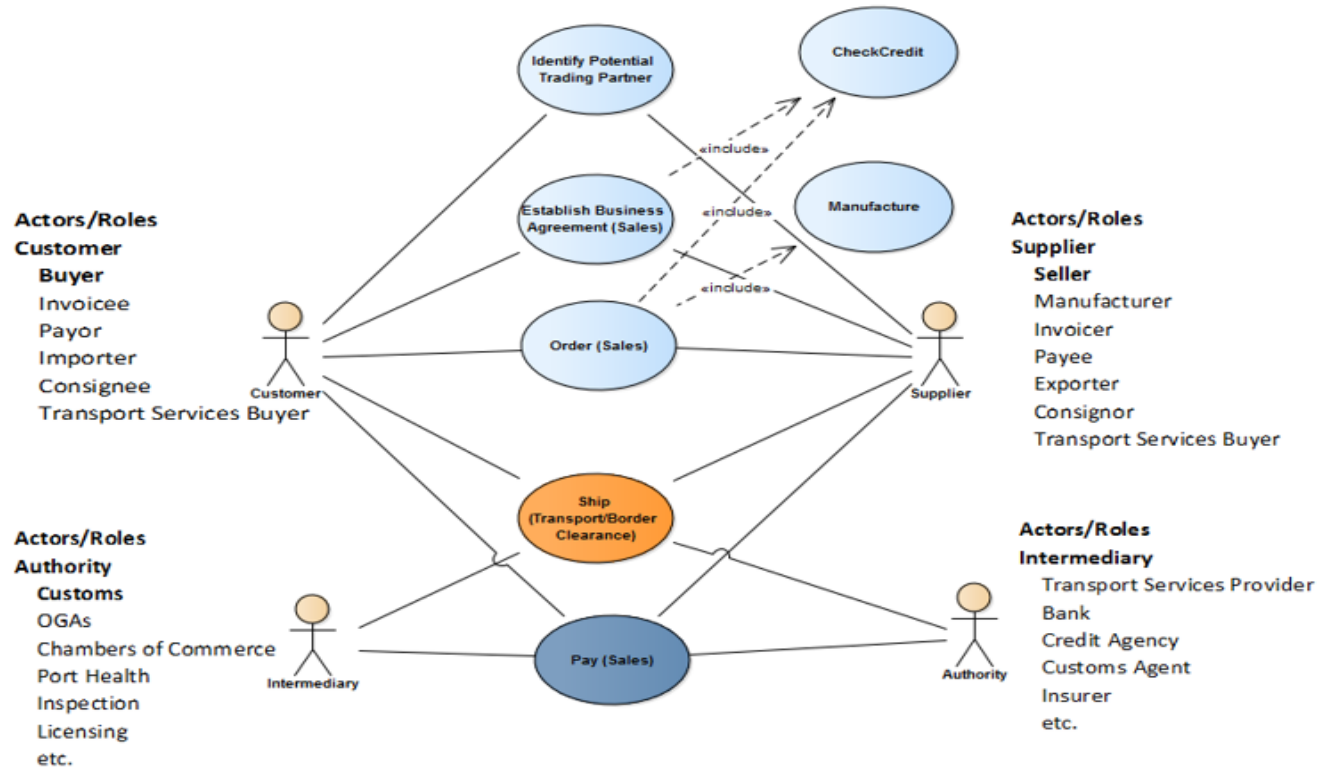 Identify Potential
Trading Partner
CheckCredit
«include»
Establish Business
Agreement (Sales)
«include»
Manufacture
«include»
Order (Sales)
Actors/Roles
Customer
Buyer
Invoicee
Payor
Importer
Consignee
Transport Services Buyer
Customer
Supplier
Actors/Roles
Supplier
Seller
Manufacturer
Invoicer
Payee
Exporter
Consignor
Transport Services Buyer
Ship
(Transport/Border
Clearance)
Actors/Roles
Authority
Customs
OGAs
Chambers of Commerce
Port Health
Inspection
Licensing
etc.
Intermediary
Pay (Sales)
Authority
Actors/Roles
Intermediary
Transport Services Provider
Bank
Credit Agency
Customs Agent
Insurer
etc.